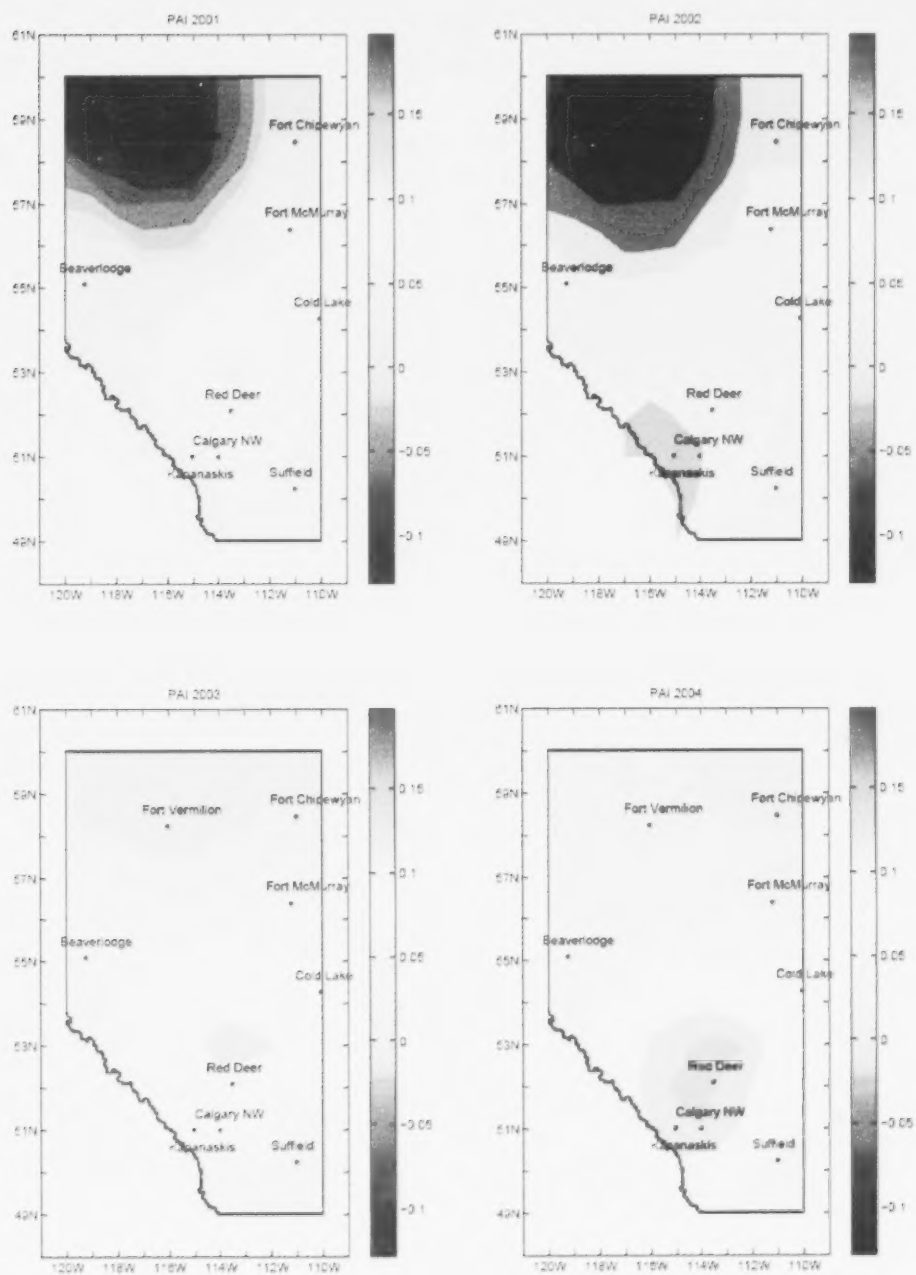 PAI 2001
61N
59N
57N
55N
53N
51N
49N
120W 118W 116W 114W 112W 110W
Fort Chipewyan
Fort McMurray
Beaverlodge
Cold Lake
Red Deer
Calgary NW
Kananaskis
Suffield
0.15
0.1
0.05
0
-0.05
-0.1
PAI 2002
61N
59N
57N
55N
53N
51N
49N
120W 118W 116W 114W 112W 110W
Fort Chipewyan
Fort McMurray
Beaverlodge
Cold Lake
Red Deer
Calgary NW
Kananaskis
Suffield
0.15
0.1
0.05
0
-0.05
-0.1
PAI 2003
61N
59N
57N
55N
53N
51N
49N
120W 118W 116W 114W 112W 110W
Fort Vermilion
Fort Chipewyan
Fort McMurray
Beaverlodge
Cold Lake
Red Deer
Calgary NW
Kananaskis
Suffield
0.15
0.1
0.05
0
-0.05
-0.1
PAI 2004
61N
59N
57N
55N
53N
51N
49N
120W 118W 116W 114W 112W 110W
Fort Vermilion
Fort Chipewyan
Fort McMurray
Beaverlodge
Cold Lake
Red Deer
Calgary NW
Kananaskis
Suffield
0.15
0.1
0.05
0
-0.05
-0.1